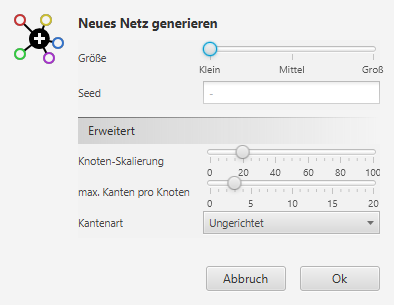 Neues Netz generieren
Größe
Klein Mittel Groß
Seed -
Erweitert
Knoten-Skalierung
0 20 40 60 80 100
max. Kanten pro Knoten
0 5 10 15 20
Kantenart Ungerichtet
Abbruch Ok